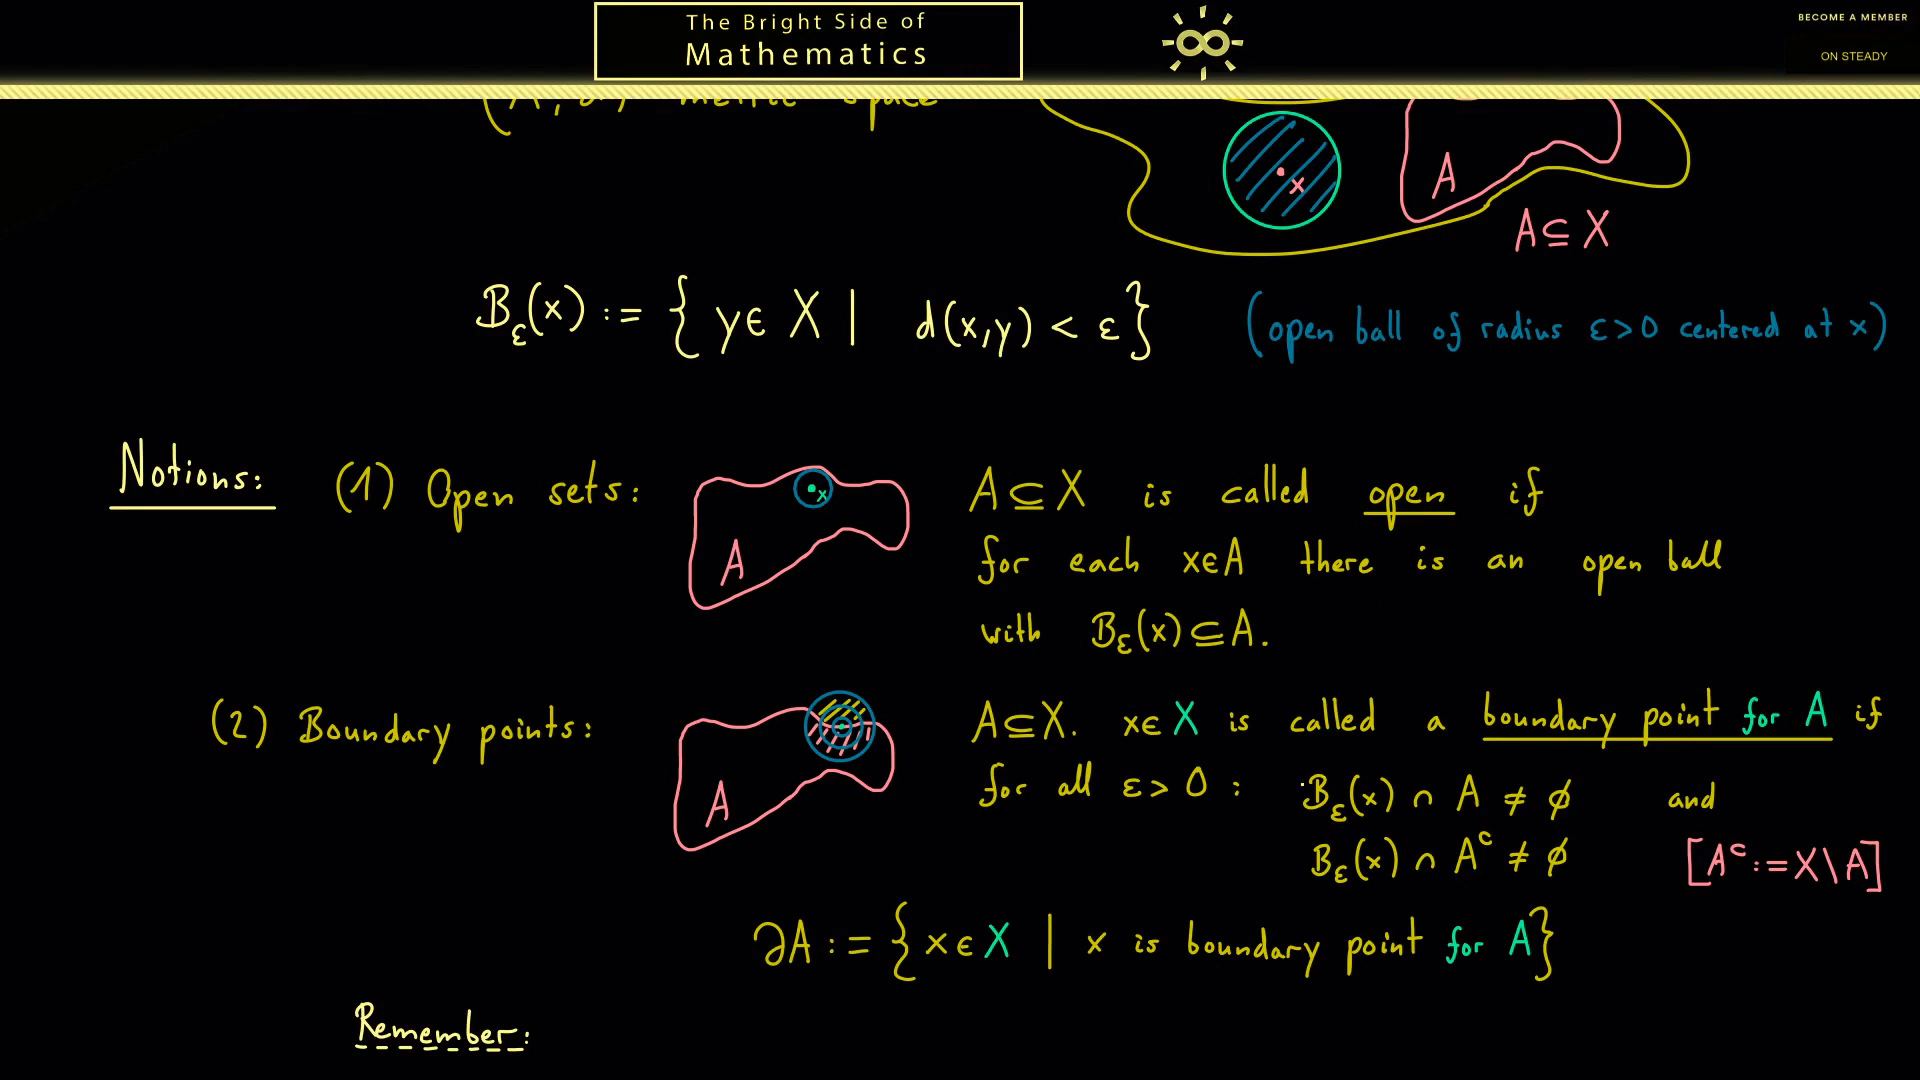 The Bright Side of
Mathematics
BECOME A MEMBER
ON STEADY
metric space
x
A
A ⊆ X
B_ε(x) := { y ∈ X | d(x,y) < ε } (open ball of radius ε>0 centered at x)
Notions: (1) Open sets: A ⊆ X is called open if
x
A
for each x∈A there is an open ball
with B_ε(x) ⊆ A.
(2) Boundary points: A ⊆ X. x∈X is called a boundary point for A if
A
for all ε > 0 : B_ε(x) ∩ A ≠ ∅ and
B_ε(x) ∩ A^c ≠ ∅ [A^c := X \ A]
∂A := { x ∈ X | x is boundary point for A }
Remember: